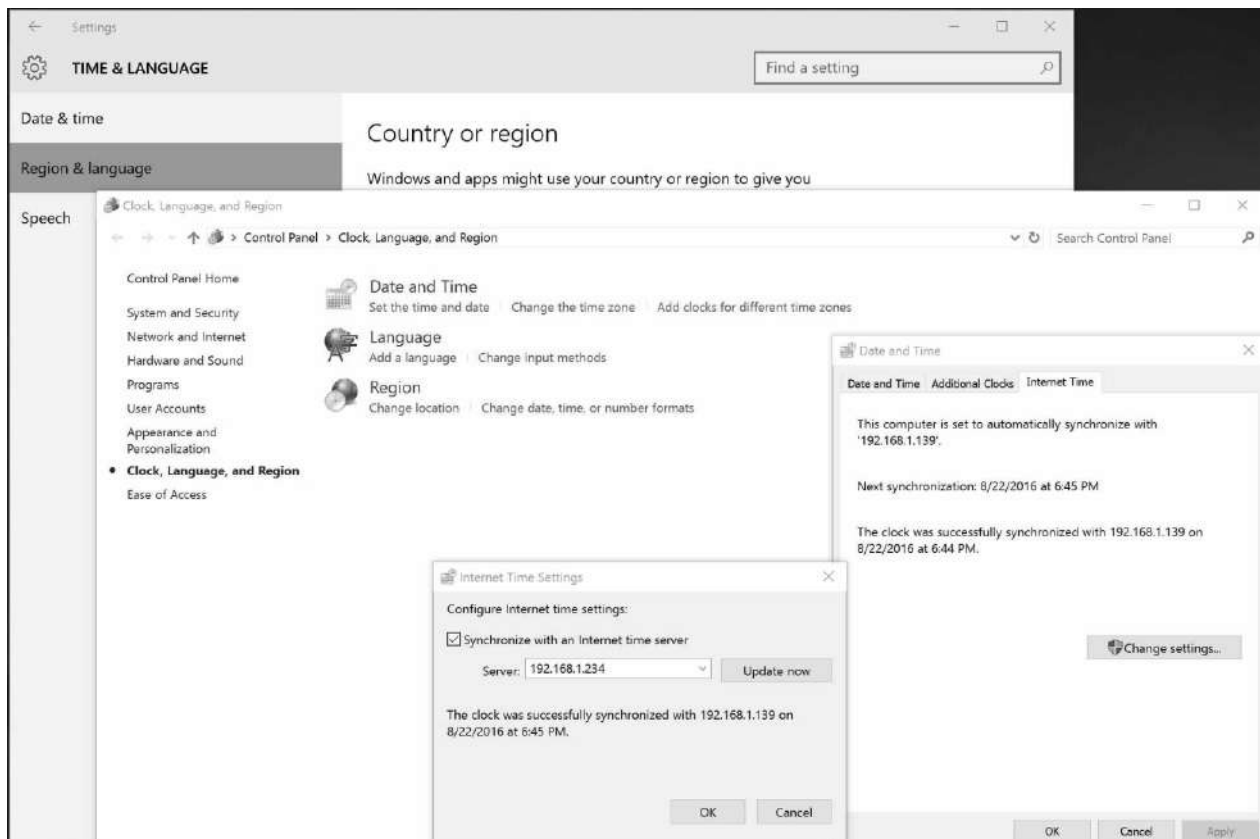 Settings
TIME & LANGUAGE
Find a setting
Date & time
Region & language
Speech
Country or region
Windows and apps might use your country or region to give you
Clock, Language, and Region
Control Panel > Clock, Language, and Region
Search Control Panel
Control Panel Home
System and Security
Network and Internet
Hardware and Sound
Programs
User Accounts
Appearance and
Personalization
Clock, Language, and Region
Ease of Access
Date and Time
Set the time and date Change the time zone Add clocks for different time zones
Language
Add a language Change input methods
Region
Change location Change date, time, or number formats
Date and Time
Date and Time Additional Clocks Internet Time
This computer is set to automatically synchronize with
'192.168.1.139'.
Next synchronization: 8/22/2016 at 6:45 PM
The clock was successfully synchronized with 192.168.1.139 on
8/22/2016 at 6:44 PM.
Change settings...
OK Cancel Apply
Internet Time Settings
Configure Internet time settings:
Synchronize with an Internet time server
Server: 192.168.1.234 Update now
The clock was successfully synchronized with 192.168.1.139 on
8/22/2016 at 6:45 PM.
OK Cancel